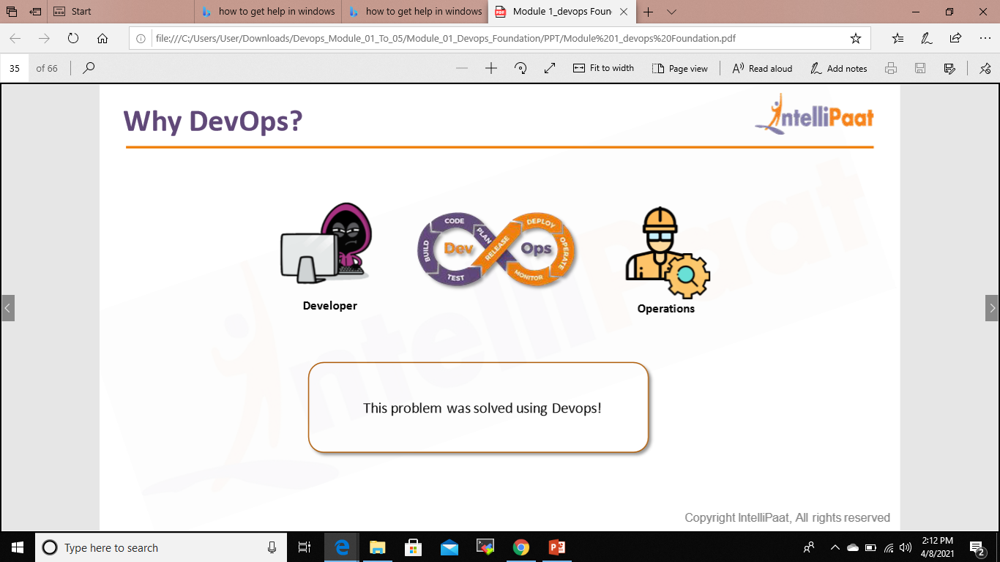 Start
how to get help in windows
how to get help in windows
Module 1_devops Foun
file:///C:/Users/User/Downloads/Devops_Module_01_To_05/Module_01_Devops_Foundation/PPT/Module%201_devops%20Foundation.pdf
35 of 66
Fit to width
Page view
Read aloud
Add notes
Why DevOps?
IntelliPaat
CODE
PLAN
BUILD
TEST
Dev
RELEASE
DEPLOY
OPERATE
MONITOR
Ops
Developer
Operations
This problem was solved using Devops!
IntelliPaat
Copyright IntelliPaat, All rights reserved
Type here to search
2:12 PM
4/8/2021
2